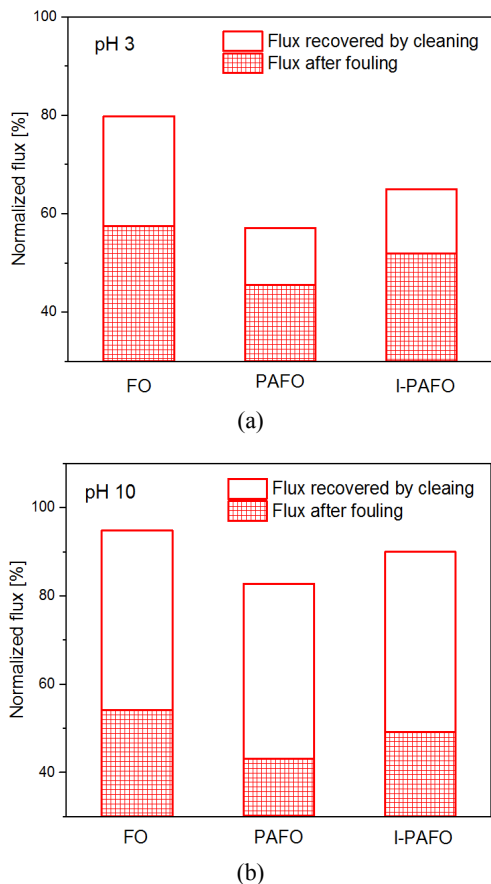 100
pH 3
Flux recovered by cleaning
Flux after fouling
80
60
40
Normalized flux [%]
FO PAFO I-PAFO
(a)
pH 10
Flux recovered by cleaing
Flux after fouling
100
80
60
40
Normalized flux [%]
FO PAFO I-PAFO
(b)